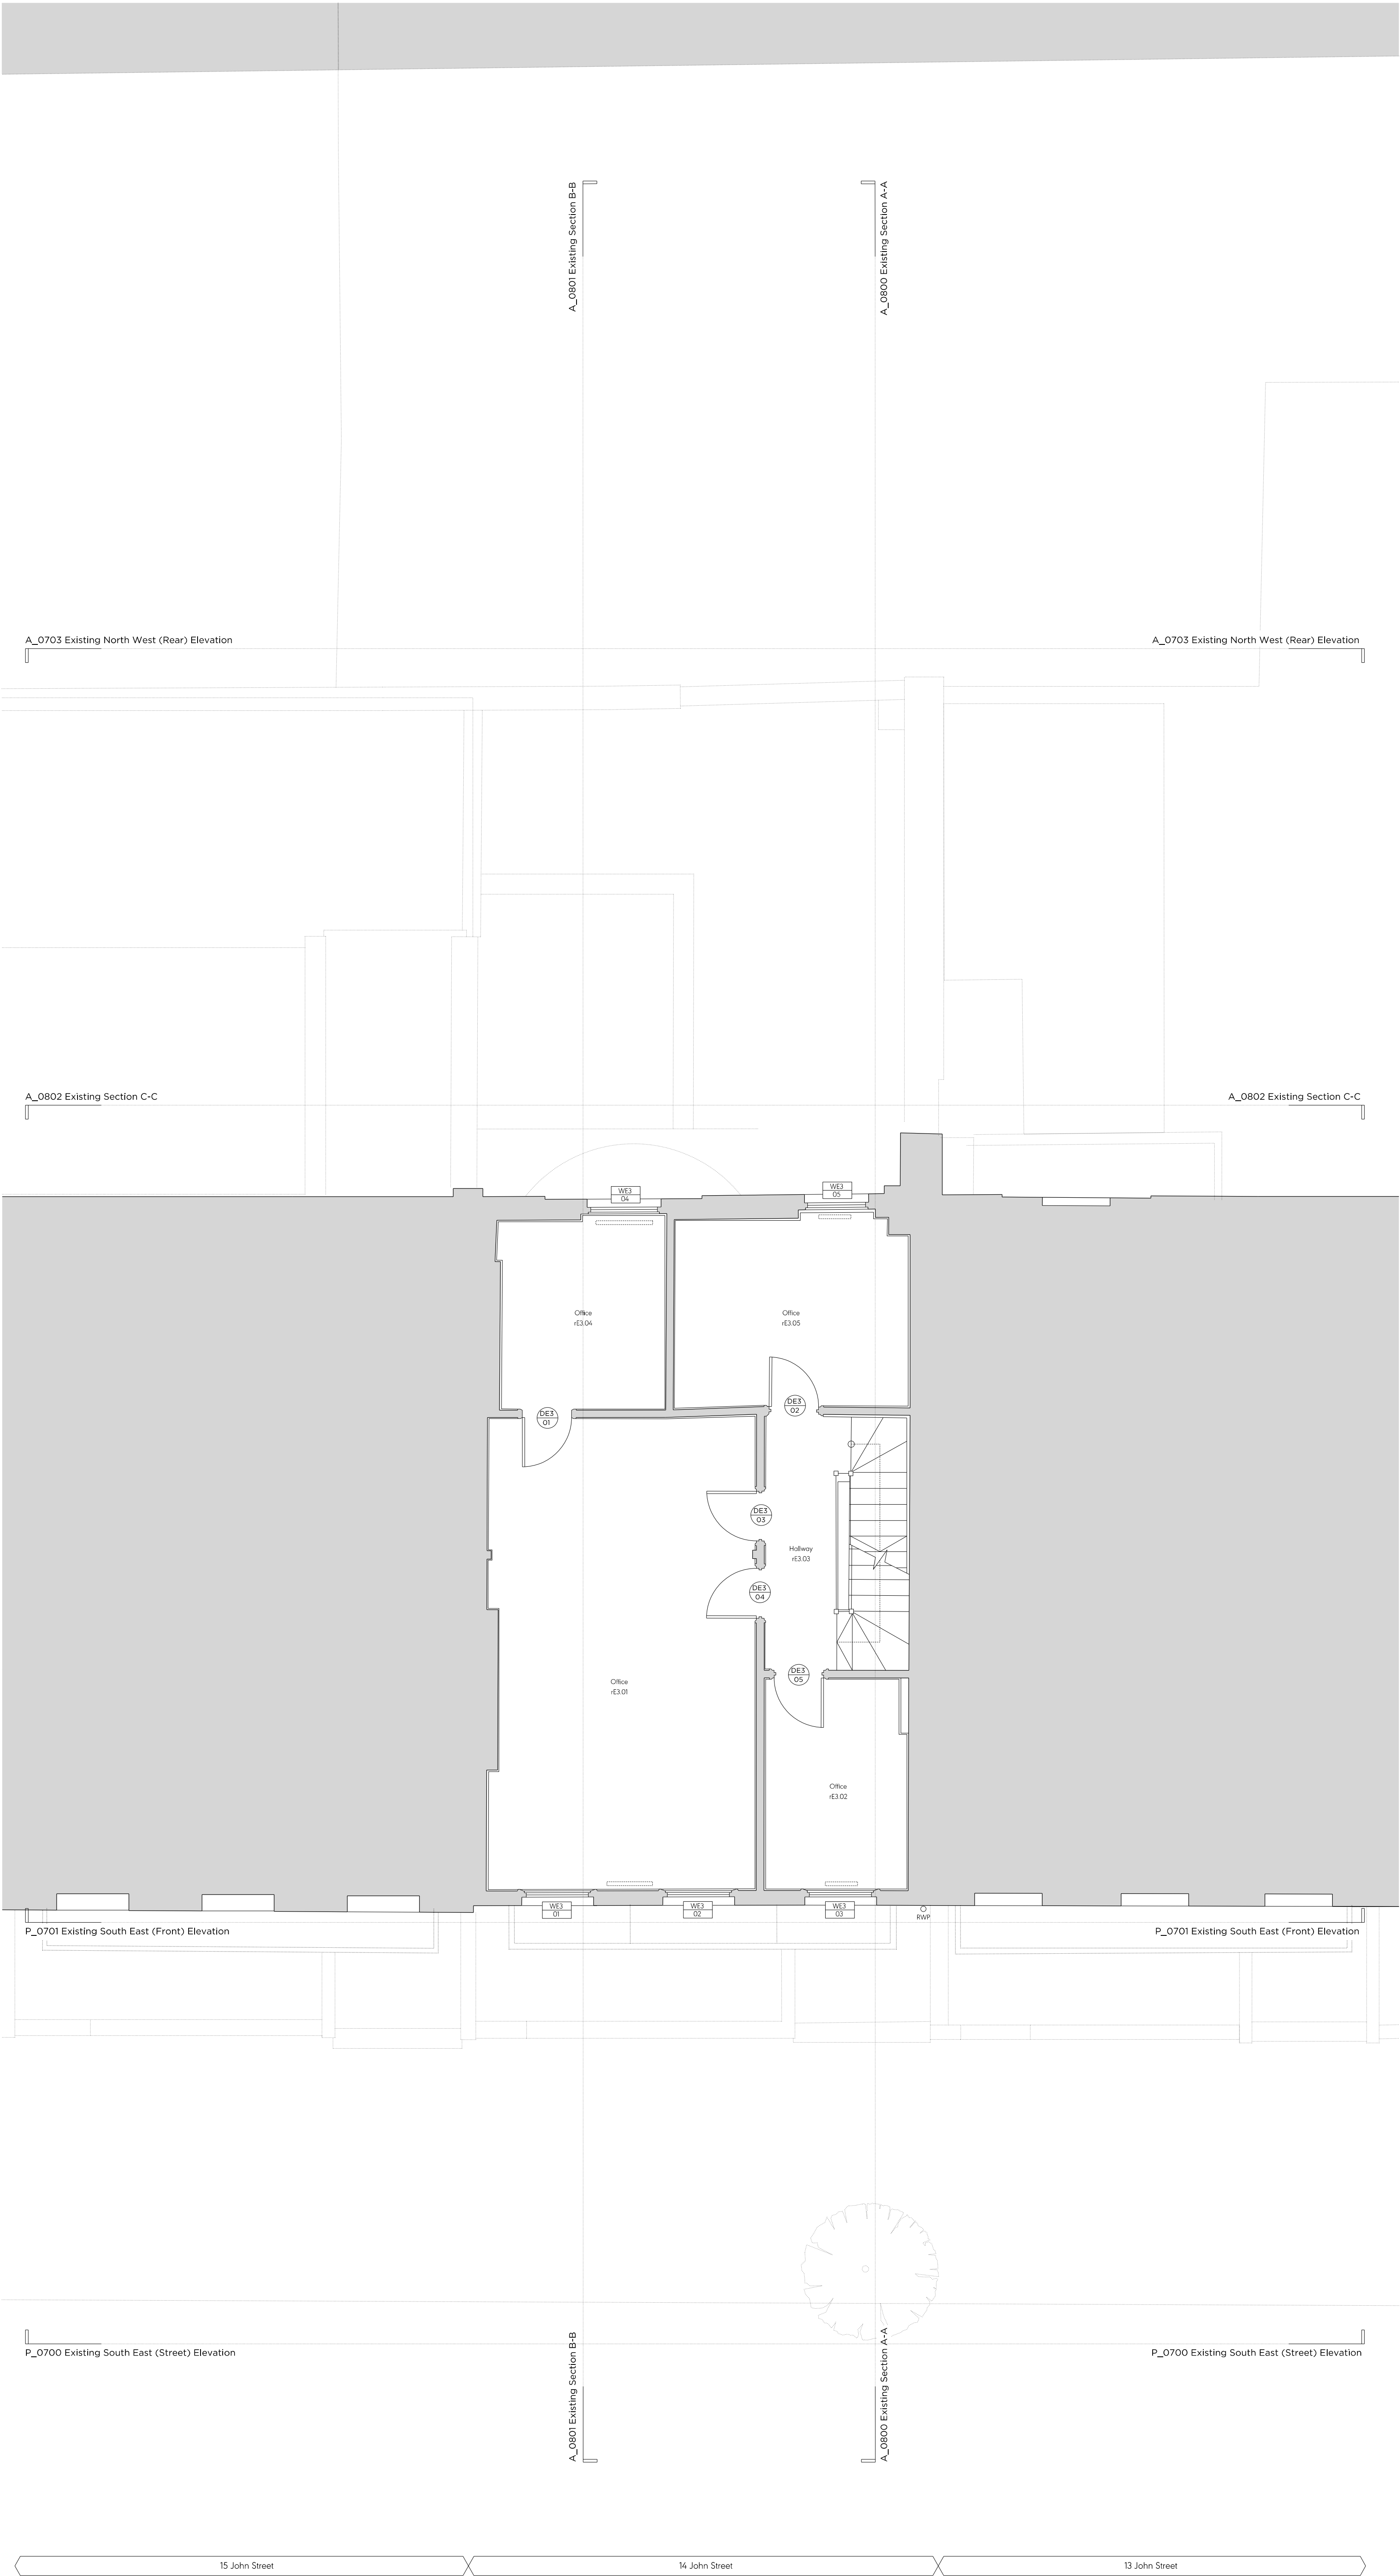 A_0801 Existing Section B-B
A_0800 Existing Section A-A
A_0703 Existing North West (Rear) Elevation
A_0703 Existing North West (Rear) Elevation
A_0802 Existing Section C-C
A_0802 Existing Section C-C
WE3
04
WE3
05
Office
rE3.04
Office
rE3.05
DE3
01
DE3
02
DE3
03
Hallway
rE3.03
DE3
04
DE3
05
Office
rE3.01
Office
rE3.02
WE3
01
WE3
02
WE3
03
RWP
P_0701 Existing South East (Front) Elevation
P_0701 Existing South East (Front) Elevation
P_0700 Existing South East (Street) Elevation
P_0700 Existing South East (Street) Elevation
A_0801 Existing Section B-B
A_0800 Existing Section A-A
15 John Street
14 John Street
13 John Street